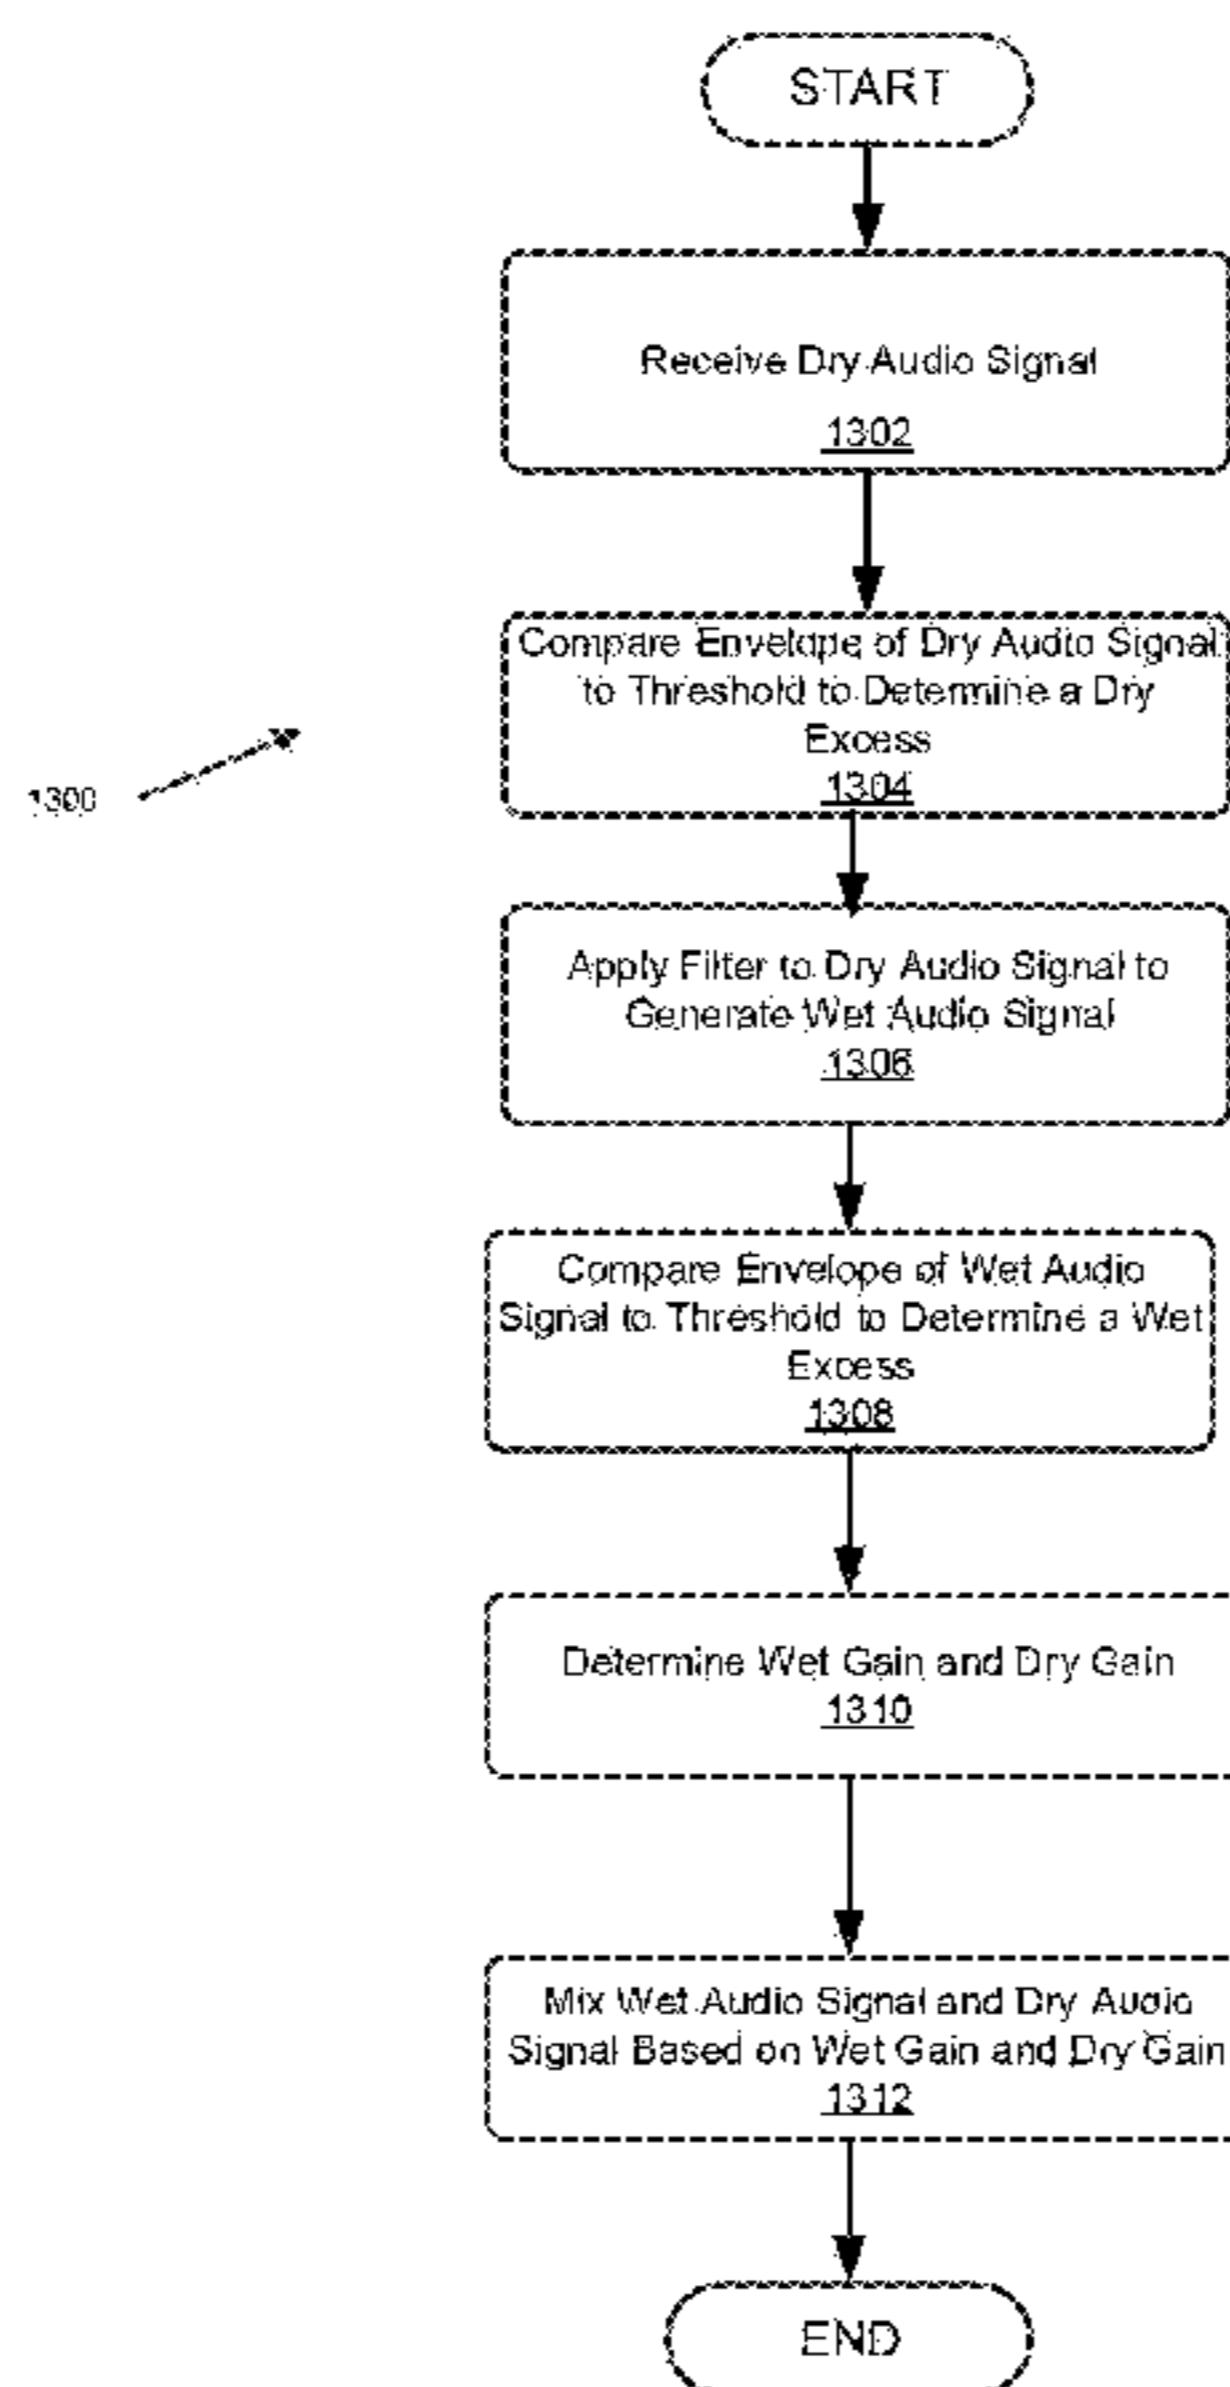 START
Receive Dry Audio Signal
1302
Compare Envelope of Dry Audio Signal
to Threshold to Determine a Dry
Excess
1304
1300
Apply Filter to Dry Audio Signal to
Generate Wet Audio Signal
1306
Compare Envelope of Wet Audio
Signal to Threshold to Determine a Wet
Excess
1308
Determine Wet Gain and Dry Gain
1310
Mix Wet Audio Signal and Dry Audio
Signal Based on Wet Gain and Dry Gain
1312
END